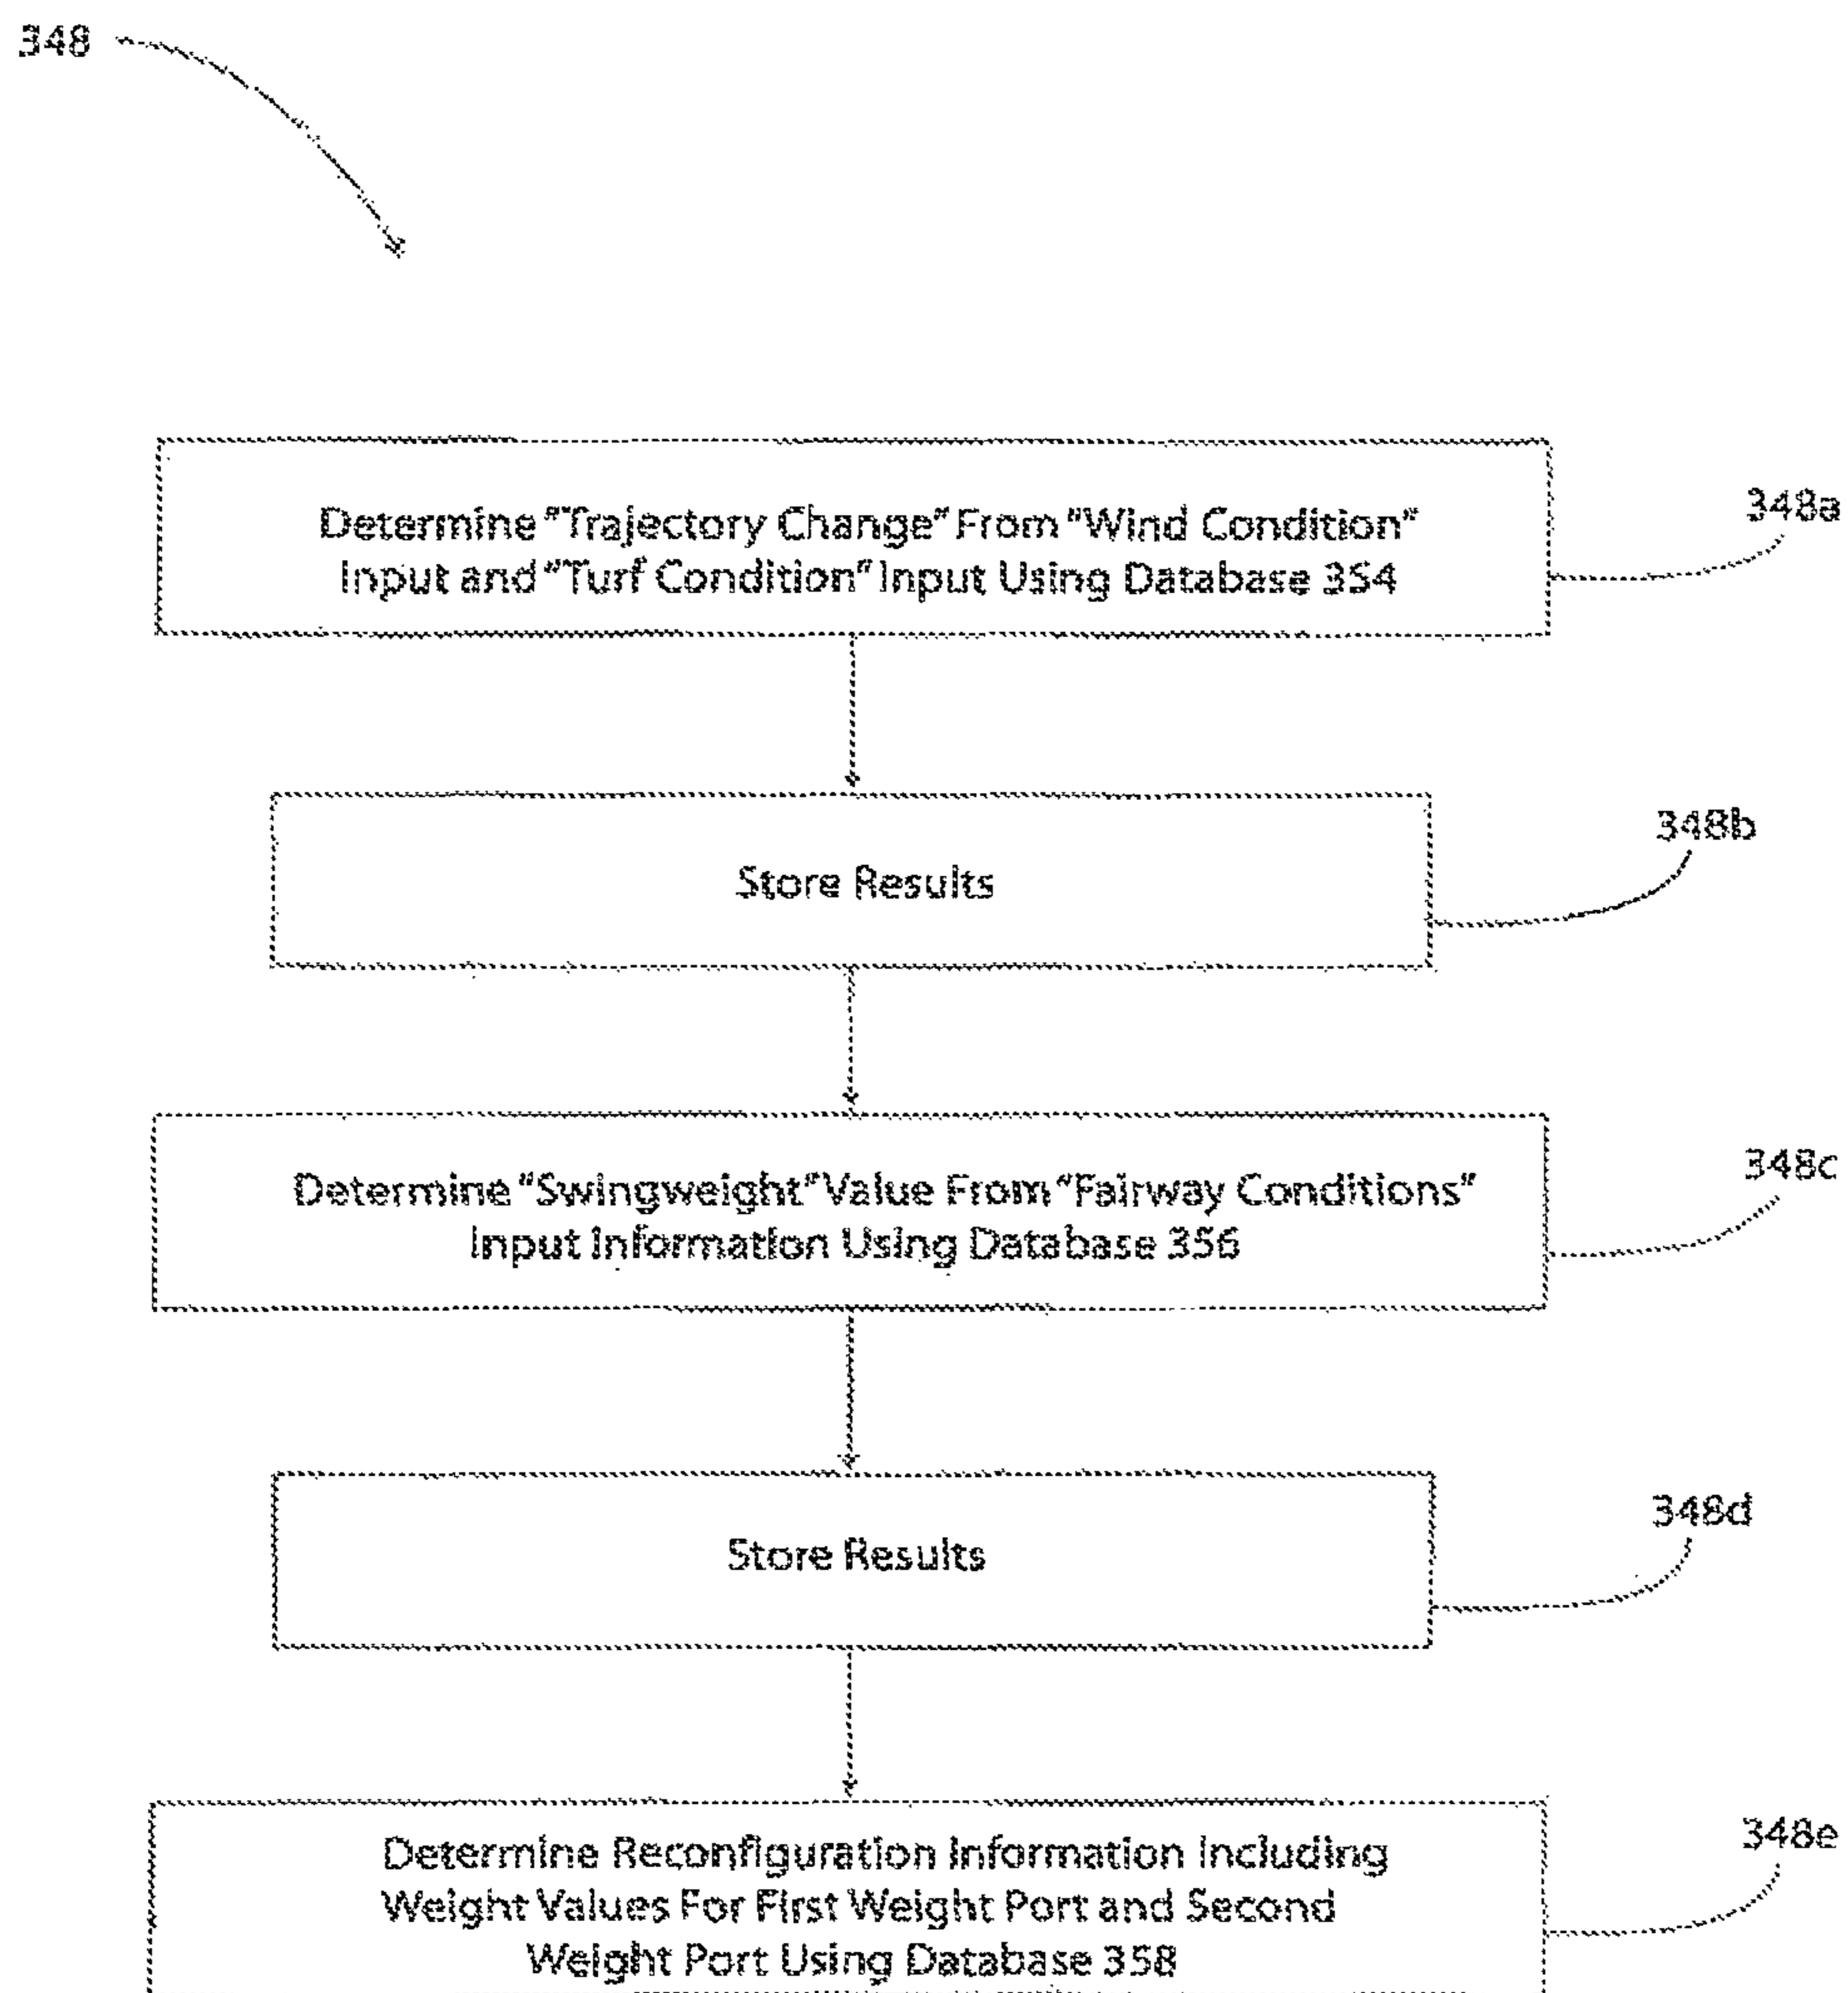 348
Determine "Trajectory Change" From "Wind Condition"
Input and "Turf Condition" Input Using Database 354
348a
Store Results
348b
Determine "Swingweight" Value From "Fairway Conditions"
Input Information Using Database 356
348c
Store Results
348d
Determine Reconfiguration Information Including
Weight Values For First Weight Port and Second
Weight Port Using Database 358
348e